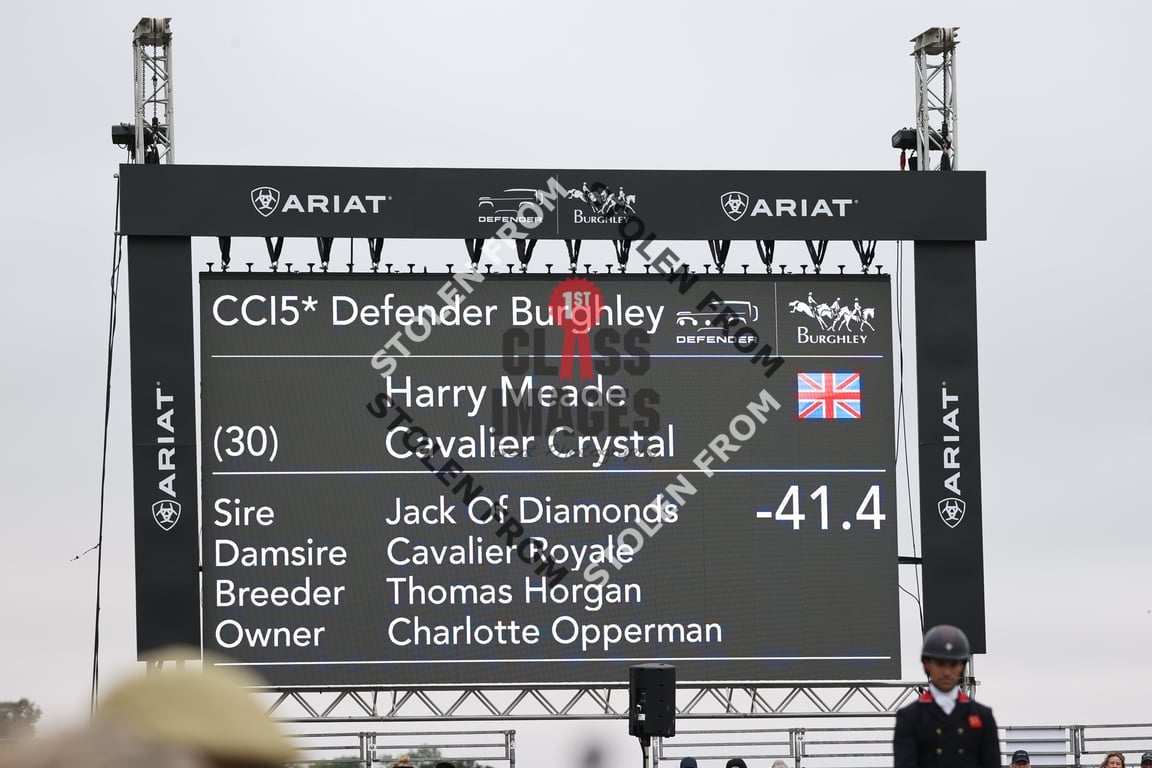 ARIAT
DEFENDER
BURGHLEY
ARIAT
CCI5* Defender Burghley
DEFENDER
BURGHLEY
Harry Meade
(30) Cavalier Crystal
Sire Jack Of Diamonds -41.4
Damsire Cavalier Royale
Breeder Thomas Horgan
Owner Charlotte Opperman
ARIAT
ARIAT
1ST
CLASS
IMAGES
STOLEN FROM
STOLEN FROM
STOLEN FROM
STOLEN FROM